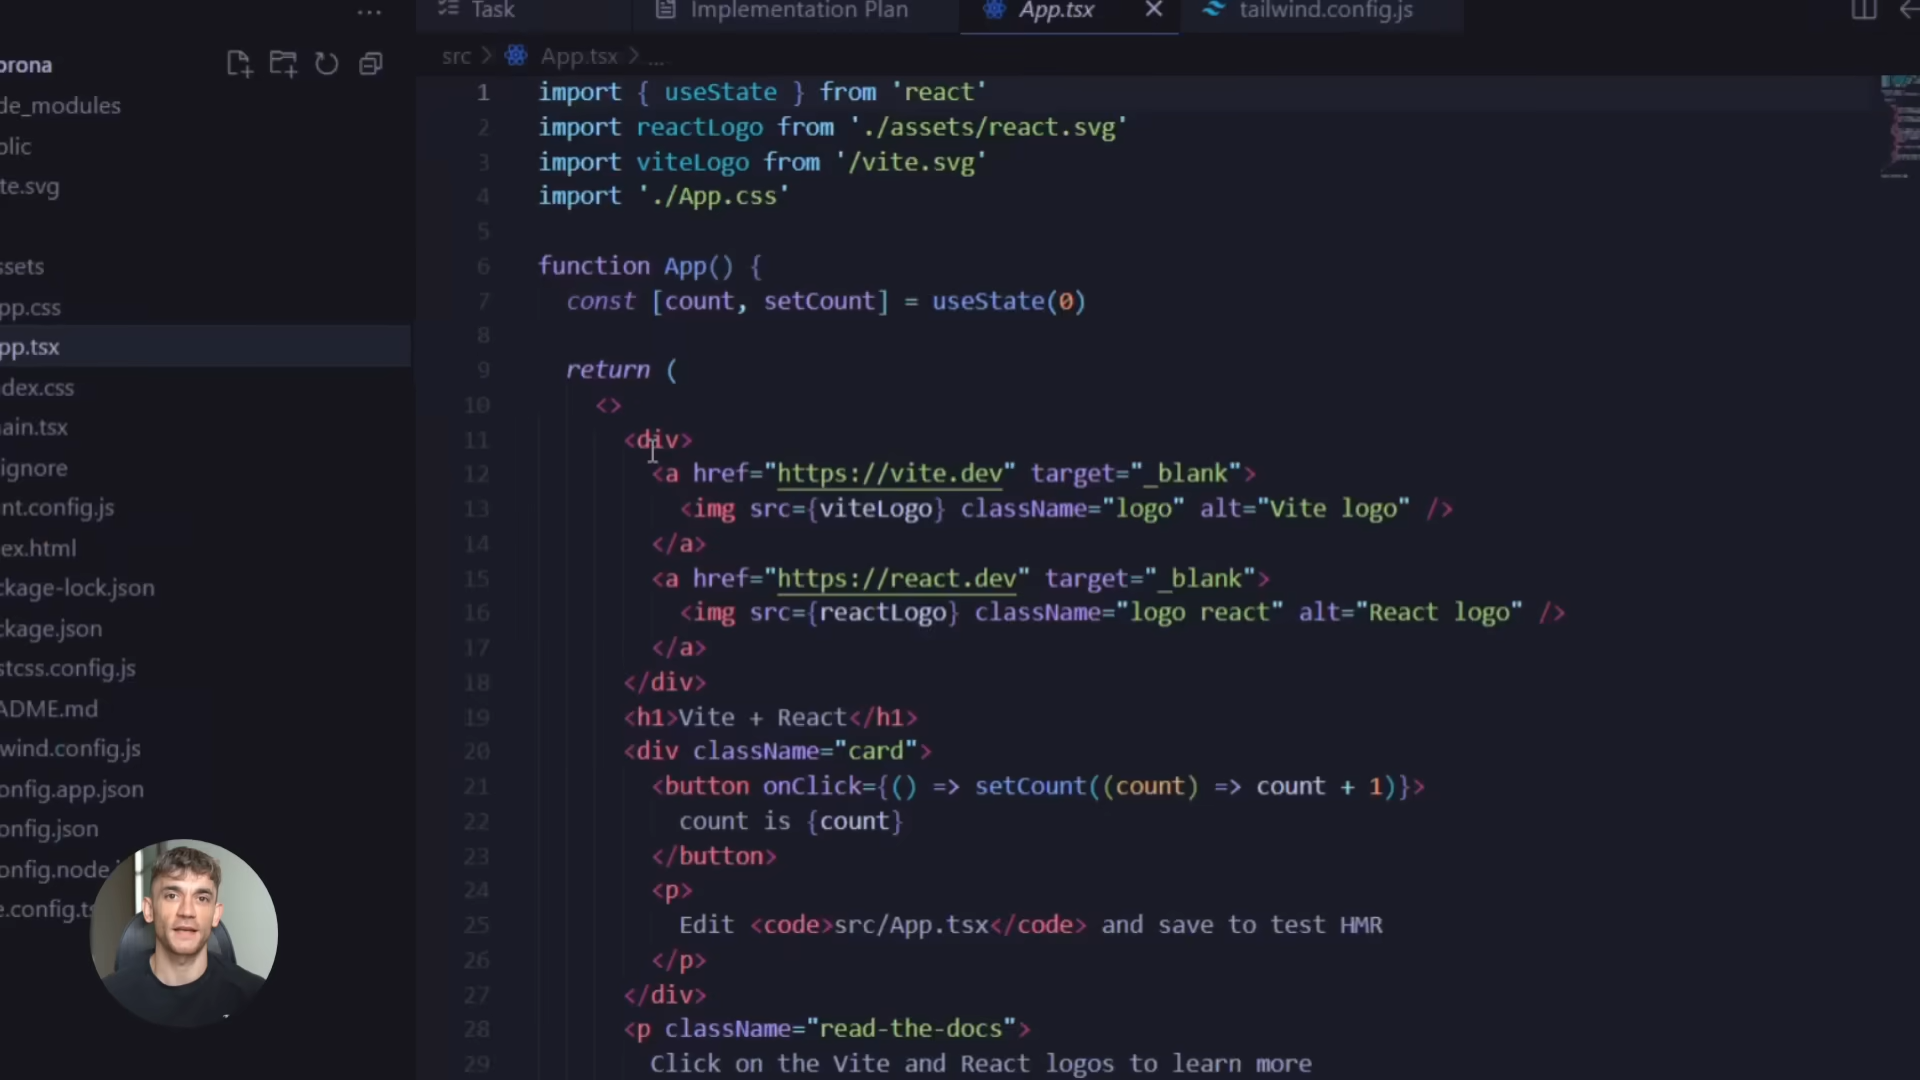 Task
Implementation Plan
App.tsx
tailwind.config.js
src > App.tsx > ...
orona
de_modules
olic
te.svg
ssets
pp.css
pp.tsx
dex.css
ain.tsx
ignore
nt.config.js
ex.html
ckage-lock.json
ckage.json
stcss.config.js
ADME.md
wind.config.js
onfig.app.json
onfig.json
onfig.node.
e.config.ts
1 import { useState } from 'react'
2 import reactLogo from './assets/react.svg'
3 import viteLogo from '/vite.svg'
4 import './App.css'
5
6 function App() {
7 const [count, setCount] = useState(0)
8
9 return (
10 <>
11 <div>
12 <a href="https://vite.dev" target="_blank">
13 <img src={viteLogo} className="logo" alt="Vite logo" />
14 </a>
15 <a href="https://react.dev" target="_blank">
16 <img src={reactLogo} className="logo react" alt="React logo" />
17 </a>
18 </div>
19 <h1>Vite + React</h1>
20 <div className="card">
21 <button onClick={() => setCount((count) => count + 1)}>
22 count is {count}
23 </button>
24 <p>
25 Edit <code>src/App.tsx</code> and save to test HMR
26 </p>
27 </div>
28 <p className="read-the-docs">
29 Click on the Vite and React logos to learn more